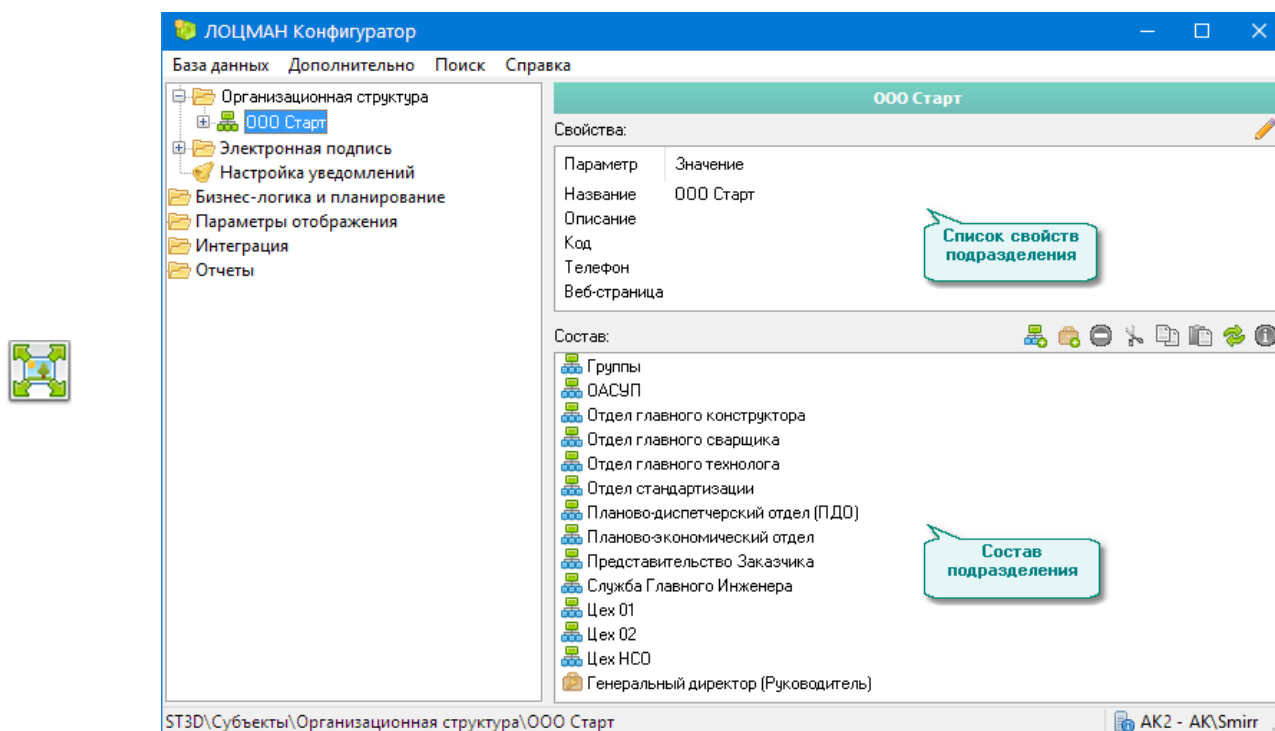 ЛОЦМАН Конфигуратор
База данных Дополнительно Поиск Справка
Организационная структура
ООО Старт
Электронная подпись
Настройка уведомлений
Бизнес-логика и планирование
Параметры отображения
Интеграция
Отчеты
ООО Старт
Свойства:
Параметр Значение
Название ООО Старт
Описание
Код
Телефон
Веб-страница
Список свойств
подразделения
Состав:
Группы
ОАСУП
Отдел главного конструктора
Отдел главного сварщика
Отдел главного технолога
Отдел стандартизации
Планово-диспетчерский отдел (ПДО)
Планово-экономический отдел
Представительство Заказчика
Служба Главного Инженера
Цех 01
Цех 02
Цех НСО
Генеральный директор (Руководитель)
Состав
подразделения
ST3D\Субъекты\Организационная структура\ООО Старт
AK2 - AK\Smirr